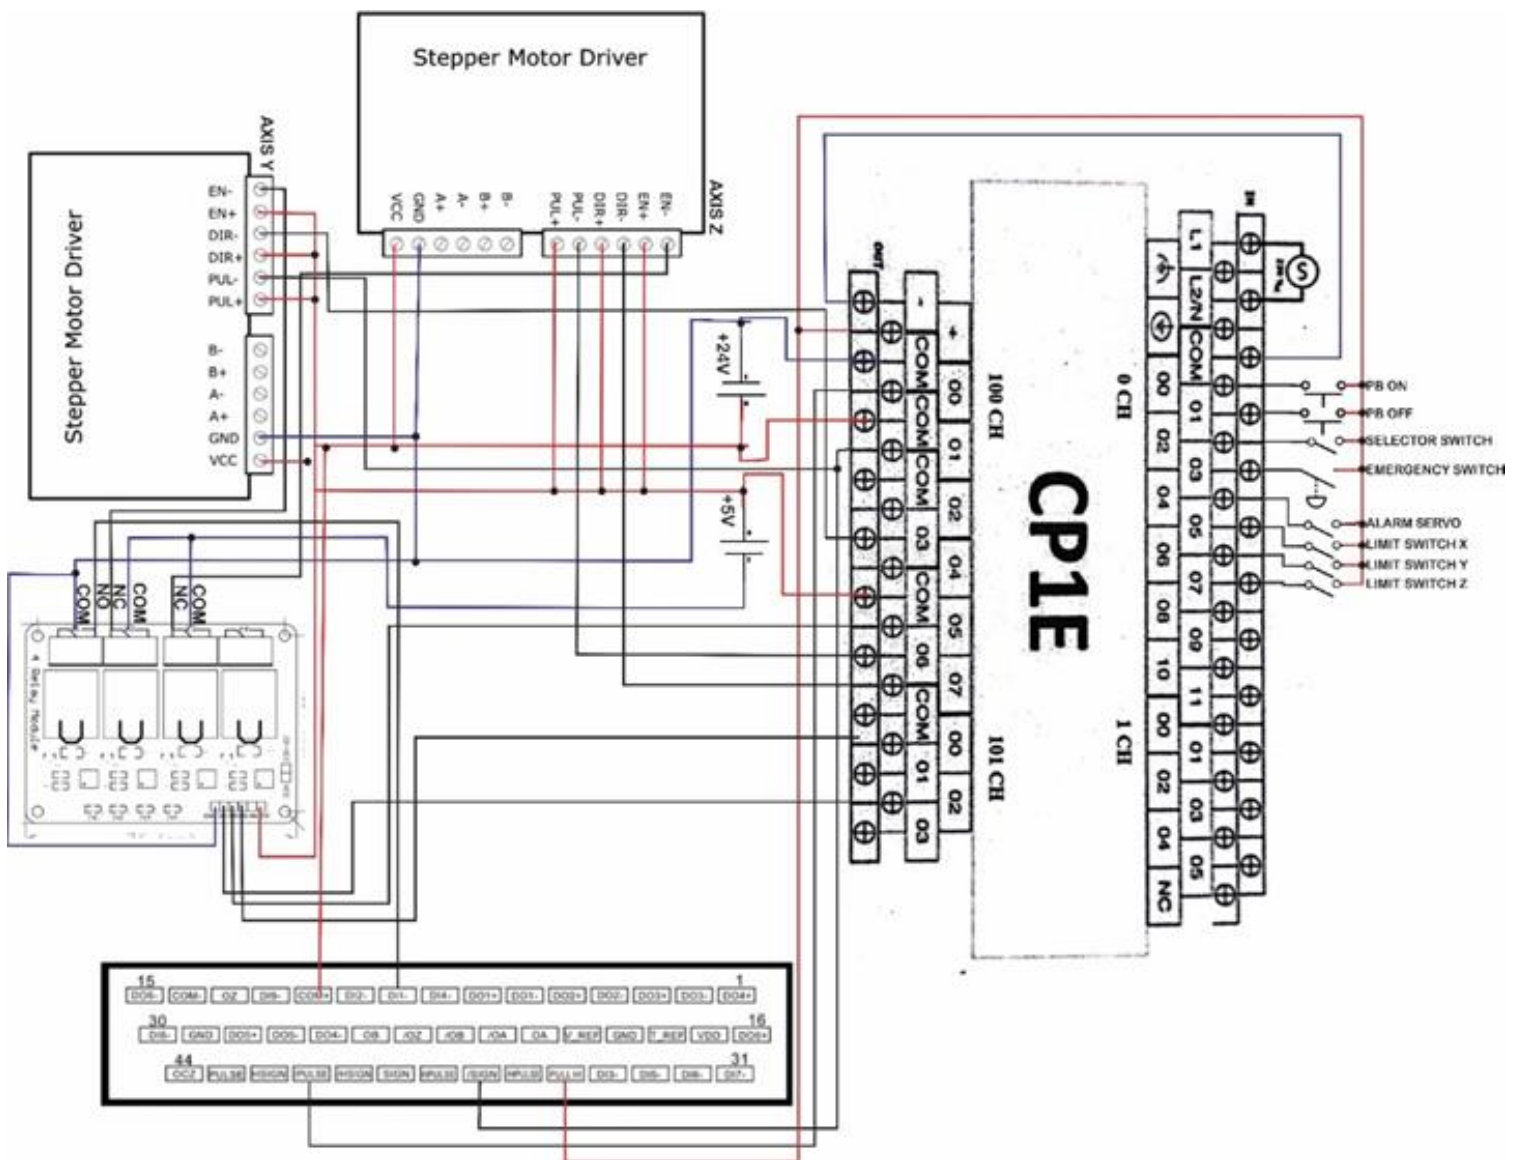 Stepper Motor Driver
AXIS Z
VCC
GND
A+
A-
B+
B-
PUL+
PUL-
DIR+
DIR-
EN+
EN-
AXIS Y
Stepper Motor Driver
EN-
EN+
DIR-
DIR+
PUL-
PUL+
B-
B+
A-
A+
GND
VCC
+24V
+5V
COM
NO
NC
COM
NC
COM
4 Relay Module
OUT
-
COM
COM
COM
03
COM
06
COM
01
03
+
00
01
02
04
05
07
00
02
100 CH
101 CH
CP1E
0 CH
1 CH
00
02
04
06
08
10
00
02
04
NC
L1
L2/N
COM
01
03
05
07
09
11
01
03
05
IN
S
PB ON
PB OFF
SELECTOR SWITCH
EMERGENCY SWITCH
ALARM SERVO
LIMIT SWITCH X
LIMIT SWITCH Y
LIMIT SWITCH Z
15 1
DO6- COM- OZ DI5- COM+ DI2- DI1- DI4- DO1+ DO1- DO2+ DO2- DO3+ DO3- DO4+
30 16
DI8- GND DO5+ DO5- DO4- OB /OZ /OB /OA OA V_REF GND T_REF VDD DO6+
44 31
OCZ PULSE HSIGN /PULSE /HSIGN SIGN HPULSE /SIGN PULL HI DI3- DI5- DI6- DI7-